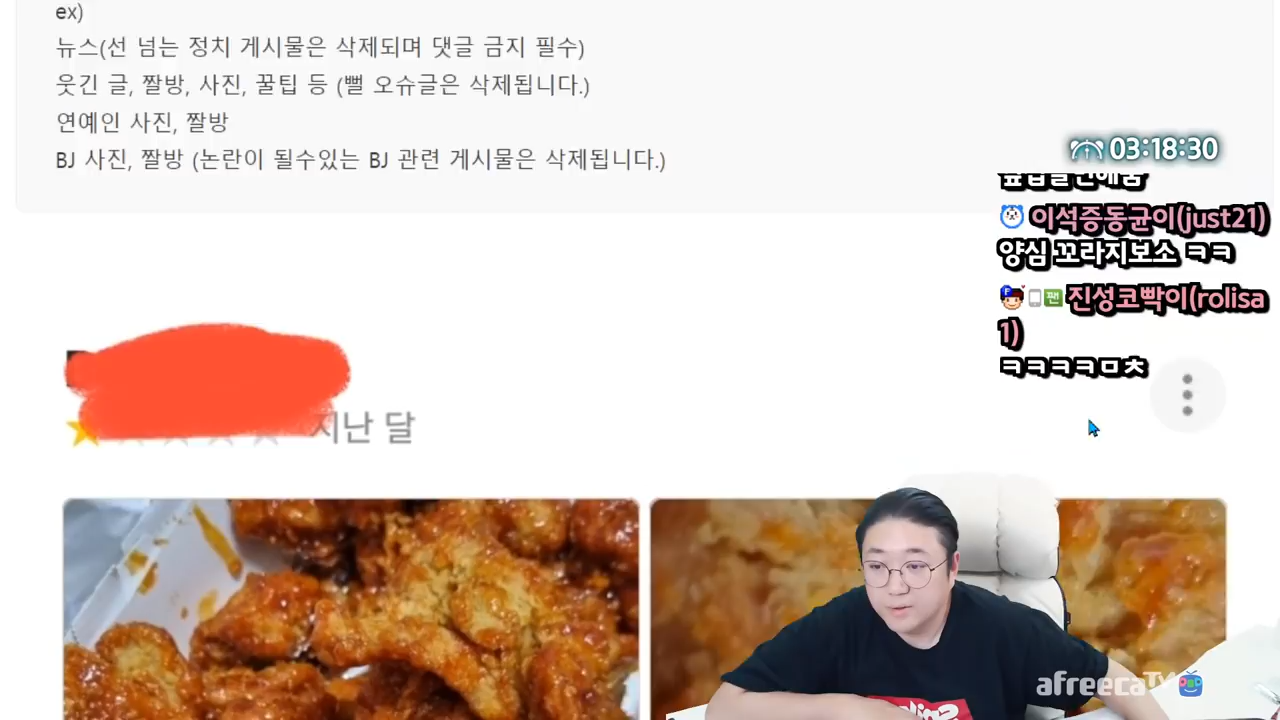 ex)
뉴스(선 넘는 정치 게시물은 삭제되며 댓글 금지 필수)
웃긴 글, 짤방, 사진, 꿀팁 등 (뻘 오슈글은 삭제됩니다.)
연예인 사진, 짤방
BJ 사진, 짤방 (논란이 될수있는 BJ 관련 게시물은 삭제됩니다.)
03:18:30
이석증동균이(just21)
양심 꼬라지보소 ㅋㅋ
팬 진성코빡이(rolisa
1)
ㅋㅋㅋㅋㅁㅊ
지난 달
afreecaTV